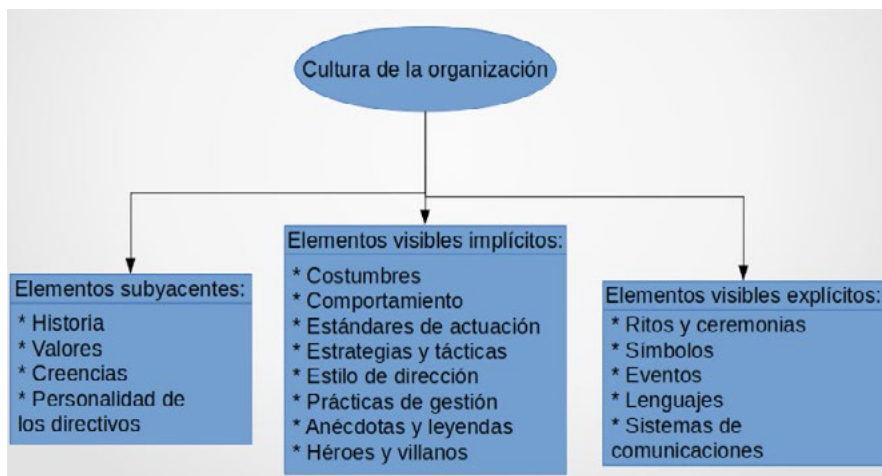 Cultura de la organización
Elementos subyacentes:
* Historia
* Valores
* Creencias
* Personalidad de
los directivos
Elementos visibles implícitos:
* Costumbres
* Comportamiento
* Estándares de actuación
* Estrategias y tácticas
* Estilo de dirección
* Prácticas de gestión
* Anécdotas y leyendas
* Héroes y villanos
Elementos visibles explícitos:
* Ritos y ceremonias
* Símbolos
* Eventos
* Lenguajes
* Sistemas de
comunicaciones